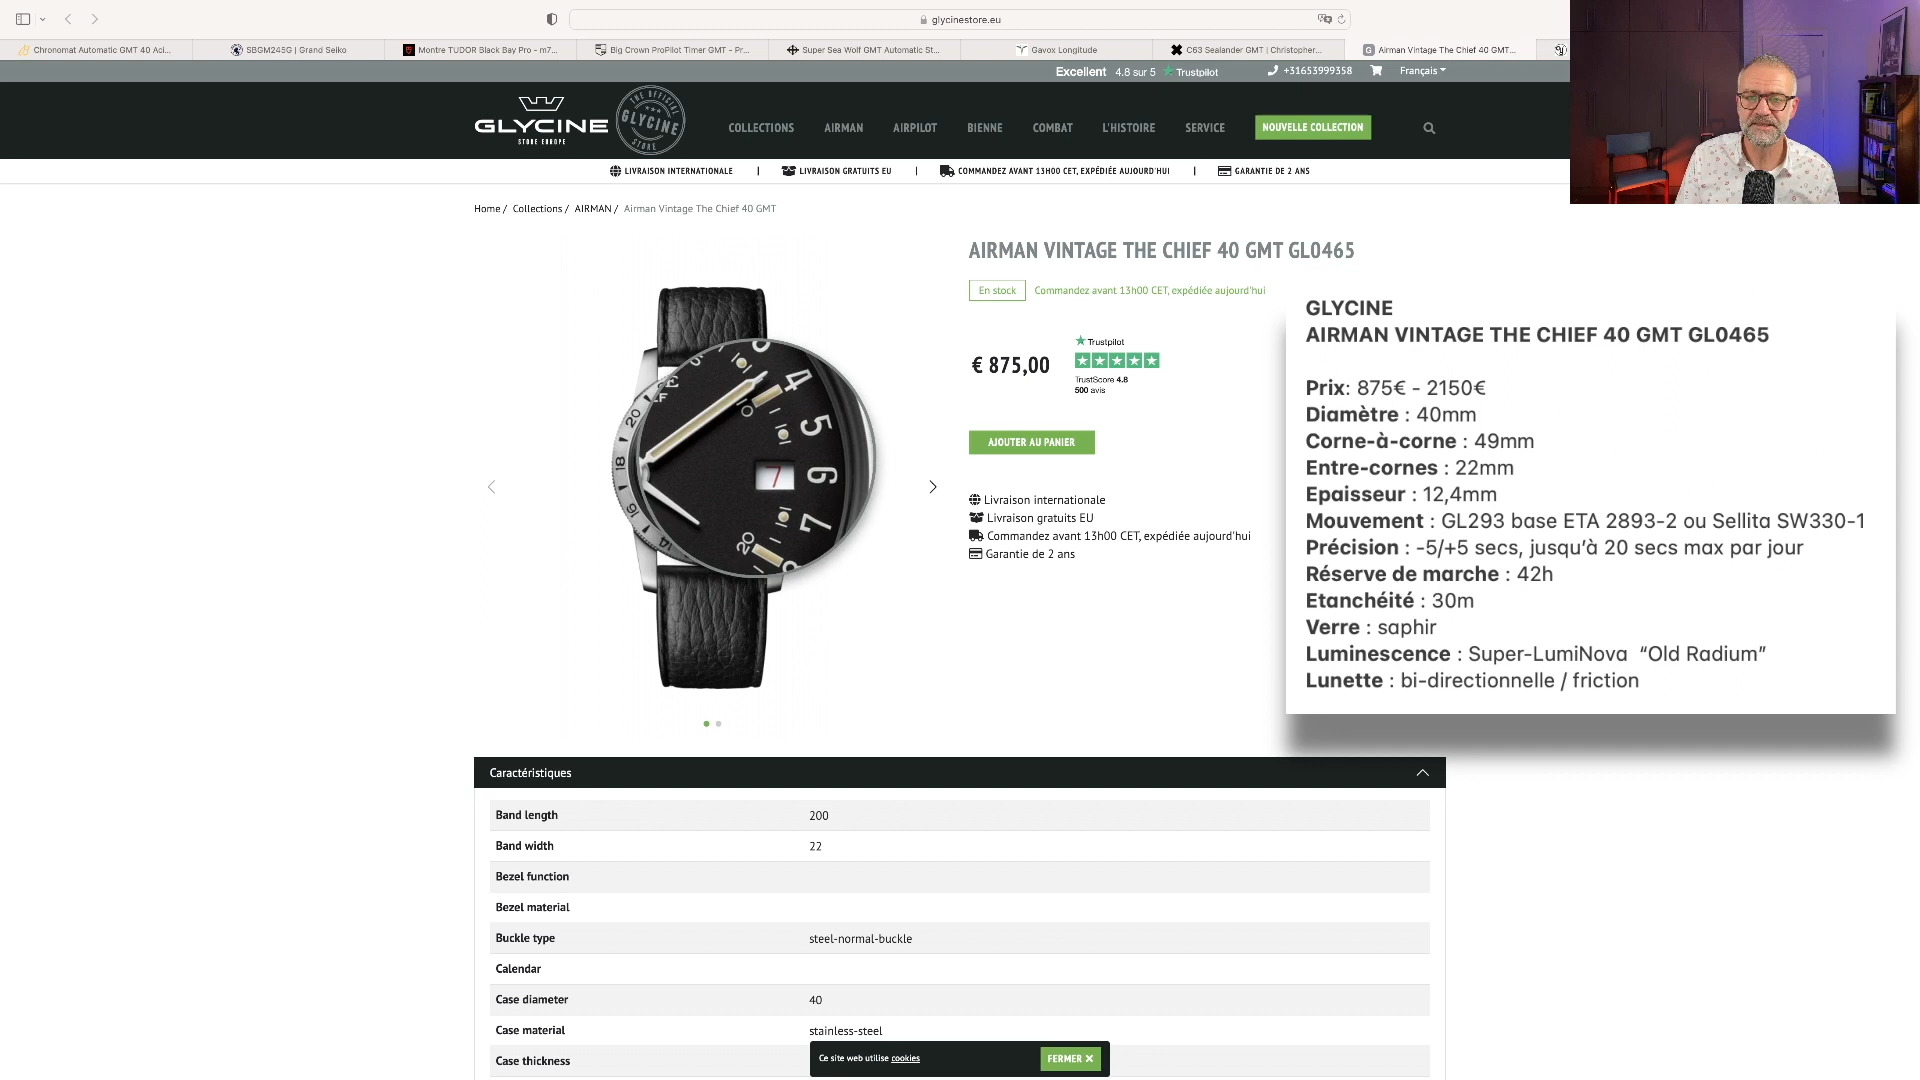 glycinestore.eu
Chronomat Automatic GMT 40 Aci...
SBGM245G | Grand Seiko
Montre TUDOR Black Bay Pro - m7...
Big Crown ProPilot Timer GMT - Pr...
Super Sea Wolf GMT Automatic St...
Gavox Longitude
C63 Sealander GMT | Christopher...
Airman Vintage The Chief 40 GMT...
Excellent 4.8 sur 5 Trustpilot
+31653999358
Français
GLYCINE
STORE EUROPE
THE OFFICIAL
GLYCINE
STORE
COLLECTIONS
AIRMAN
AIRPILOT
BIENNE
COMBAT
L'HISTOIRE
SERVICE
NOUVELLE COLLECTION
LIVRAISON INTERNATIONALE | LIVRAISON GRATUITS EU | COMMANDEZ AVANT 13H00 CET, EXPÉDIÉE AUJOURD'HUI | GARANTIE DE 2 ANS
Home / Collections / AIRMAN / Airman Vintage The Chief 40 GMT
AIRMAN VINTAGE THE CHIEF 40 GMT GL0465
En stock
Commandez avant 13h00 CET, expédiée aujourd'hui
€ 875,00
Trustpilot
TrustScore 4.8
500 avis
AJOUTER AU PANIER
Livraison internationale
Livraison gratuits EU
Commandez avant 13h00 CET, expédiée aujourd'hui
Garantie de 2 ans
4
5
6
7
7
20
20
18
16
14
GLYCINE
AIRMAN VINTAGE THE CHIEF 40 GMT GL0465
Prix: 875€ - 2150€
Diamètre : 40mm
Corne-à-corne : 49mm
Entre-cornes : 22mm
Epaisseur : 12,4mm
Mouvement : GL293 base ETA 2893-2 ou Sellita SW330-1
Précision : -5/+5 secs, jusqu'à 20 secs max par jour
Réserve de marche : 42h
Etanchéité : 30m
Verre : saphir
Luminescence : Super-LumiNova “Old Radium”
Lunette : bi-directionnelle / friction
Caractéristiques
Band length 200
Band width 22
Bezel function
Bezel material
Buckle type steel-normal-buckle
Calendar
Case diameter 40
Case material stainless-steel
Case thickness
Ce site web utilise cookies
FERMER ✕